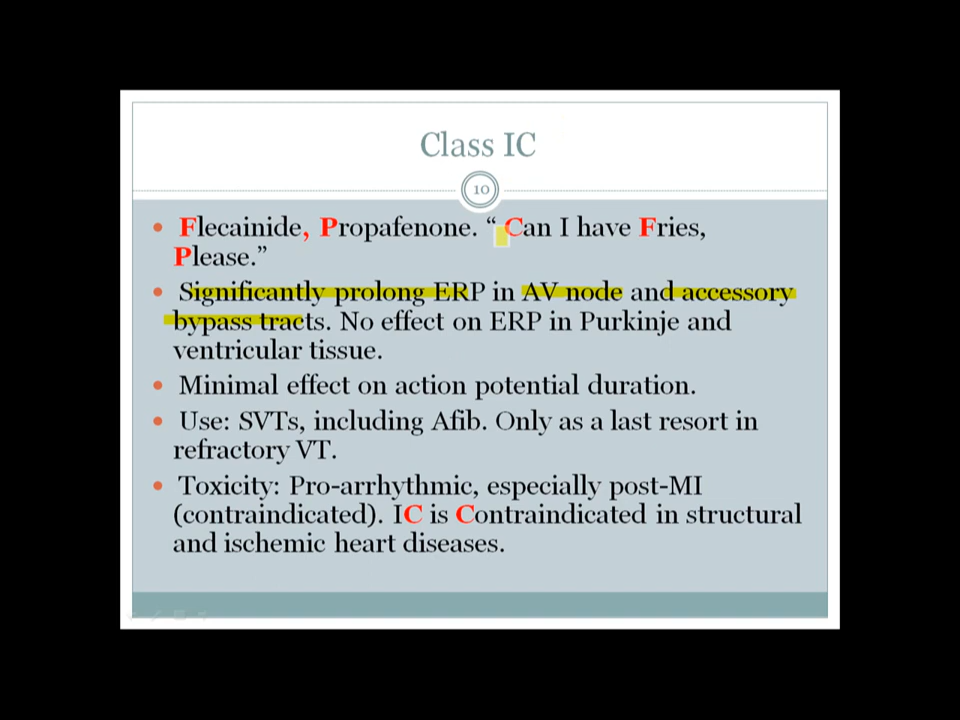 Class IC
10
• Flecainide, Propafenone. “ Can I have Fries,
Please.”
• Significantly prolong ERP in AV node and accessory
bypass tracts. No effect on ERP in Purkinje and
ventricular tissue.
• Minimal effect on action potential duration.
• Use: SVTs, including Afib. Only as a last resort in
refractory VT.
• Toxicity: Pro-arrhythmic, especially post-MI
(contraindicated). IC is Contraindicated in structural
and ischemic heart diseases.